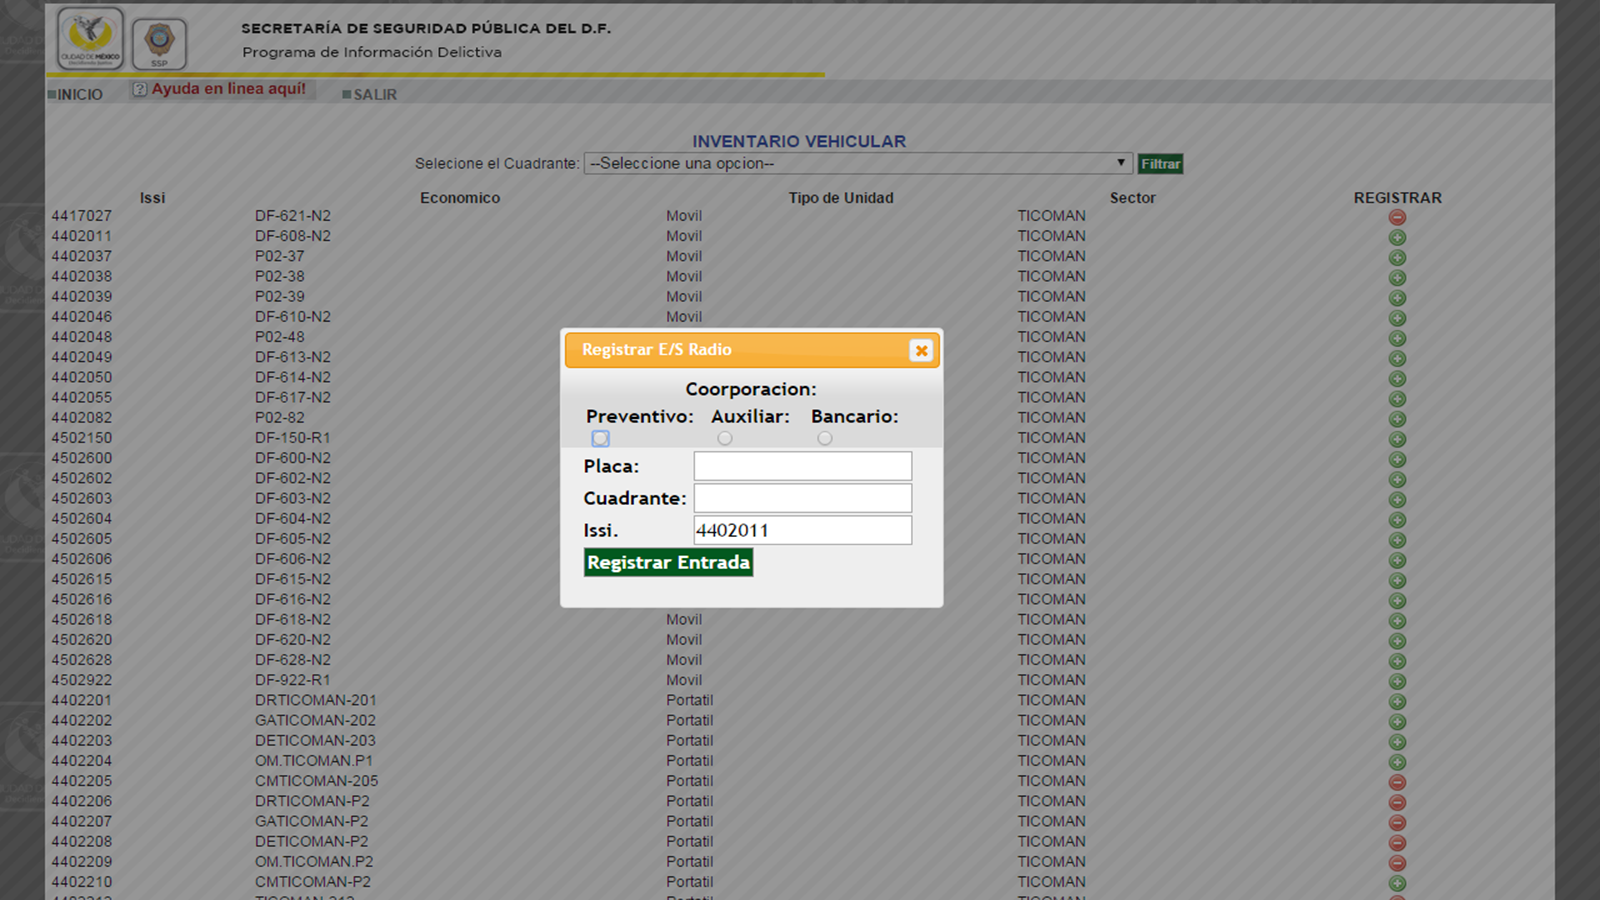 SECRETARÍA DE SEGURIDAD PÚBLICA DEL D.F.
Programa de Información Delictiva
CIUDAD DE MÉXICO
SSP
INICIO
? Ayuda en linea aquí!
SALIR
INVENTARIO VEHICULAR
Selecione el Cuadrante: --Seleccione una opcion-- Filtrar
Issi Economico Tipo de Unidad Sector REGISTRAR
4417027 DF-621-N2 Movil TICOMAN
4402011 DF-608-N2 Movil TICOMAN
4402037 P02-37 Movil TICOMAN
4402038 P02-38 Movil TICOMAN
4402039 P02-39 Movil TICOMAN
4402046 DF-610-N2 Movil TICOMAN
4402048 P02-48 TICOMAN
4402049 DF-613-N2 TICOMAN
4402050 DF-614-N2 TICOMAN
4402055 DF-617-N2 TICOMAN
4402082 P02-82 TICOMAN
4502150 DF-150-R1 TICOMAN
4502600 DF-600-N2 TICOMAN
4502602 DF-602-N2 TICOMAN
4502603 DF-603-N2 TICOMAN
4502604 DF-604-N2 TICOMAN
4502605 DF-605-N2 TICOMAN
4502606 DF-606-N2 TICOMAN
4502615 DF-615-N2 TICOMAN
4502616 DF-616-N2 TICOMAN
4502618 DF-618-N2 Movil TICOMAN
4502620 DF-620-N2 Movil TICOMAN
4502628 DF-628-N2 Movil TICOMAN
4502922 DF-922-R1 Movil TICOMAN
4402201 DRTICOMAN-201 Portatil TICOMAN
4402202 GATICOMAN-202 Portatil TICOMAN
4402203 DETICOMAN-203 Portatil TICOMAN
4402204 OM.TICOMAN.P1 Portatil TICOMAN
4402205 CMTICOMAN-205 Portatil TICOMAN
4402206 DRTICOMAN-P2 Portatil TICOMAN
4402207 GATICOMAN-P2 Portatil TICOMAN
4402208 DETICOMAN-P2 Portatil TICOMAN
4402209 OM.TICOMAN.P2 Portatil TICOMAN
4402210 CMTICOMAN-P2 Portatil TICOMAN
Registrar E/S Radio
Coorporacion:
Preventivo: Auxiliar: Bancario:
Placa:
Cuadrante:
Issi. 4402011
Registrar Entrada